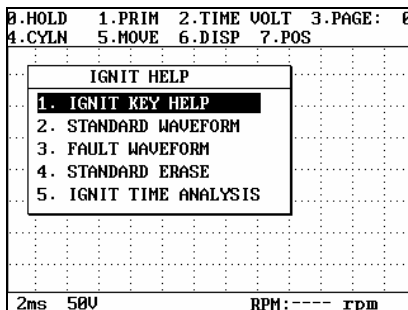 0.HOLD 1.PRIM 2.TIME VOLT 3.PAGE: 0
4.CYLN 5.MOVE 6.DISP 7.POS
IGNIT HELP
1. IGNIT KEY HELP
2. STANDARD WAVEFORM
3. FAULT WAVEFORM
4. STANDARD ERASE
5. IGNIT TIME ANALYSIS
2ms 50V RPM:---- rpm